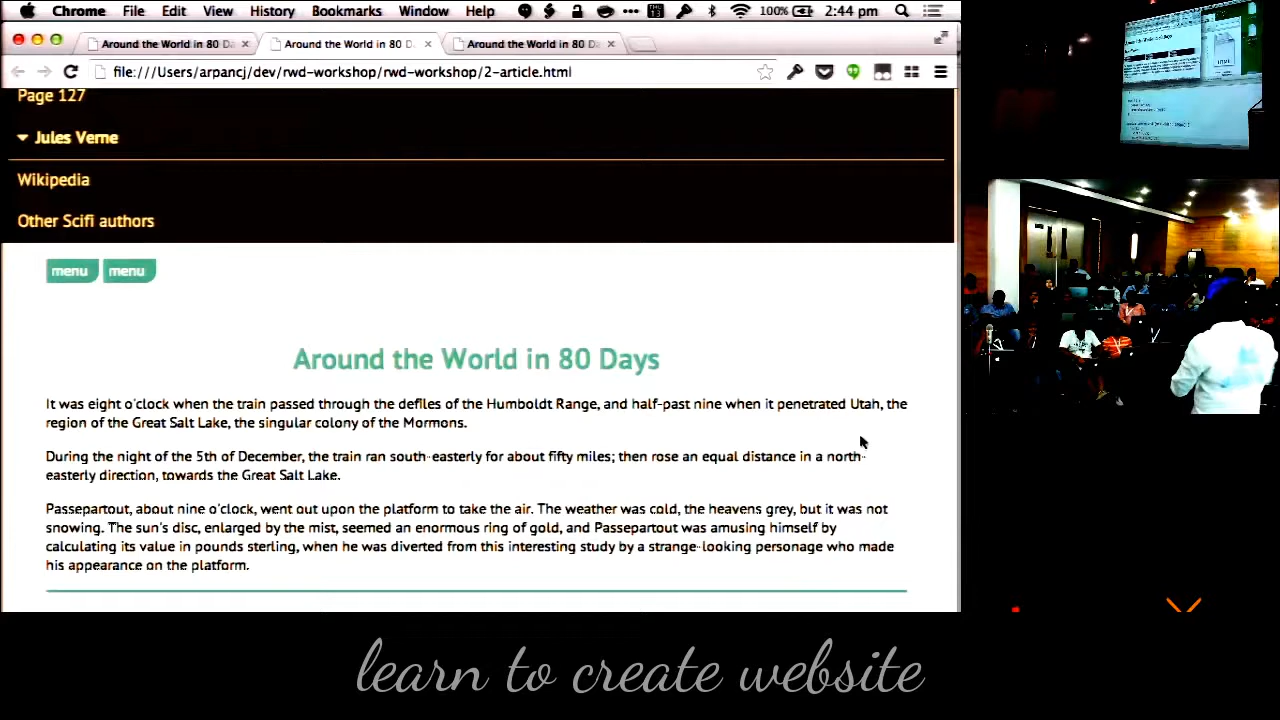 Chrome File Edit View History Bookmarks Window Help 100% 2:44 pm
Around the World in 80 Da Around the World in 80 D Around the World in 80 Da
file:///Users/arpancj/dev/rwd-workshop/rwd-workshop/2-article.html
Page 127
Jules Verne
Wikipedia
Other Scifi authors
menu menu
Around the World in 80 Days
It was eight o'clock when the train passed through the defiles of the Humboldt Range, and half-past nine when it penetrated Utah, the
region of the Great Salt Lake, the singular colony of the Mormons.
During the night of the 5th of December, the train ran south-easterly for about fifty miles; then rose an equal distance in a north-
easterly direction, towards the Great Salt Lake.
Passepartout, about nine o'clock, went out upon the platform to take the air. The weather was cold, the heavens grey, but it was not
snowing. The sun's disc, enlarged by the mist, seemed an enormous ring of gold, and Passepartout was amusing himself by
calculating its value in pounds sterling, when he was diverted from this interesting study by a strange-looking personage who made
his appearance on the platform.
learn to create website